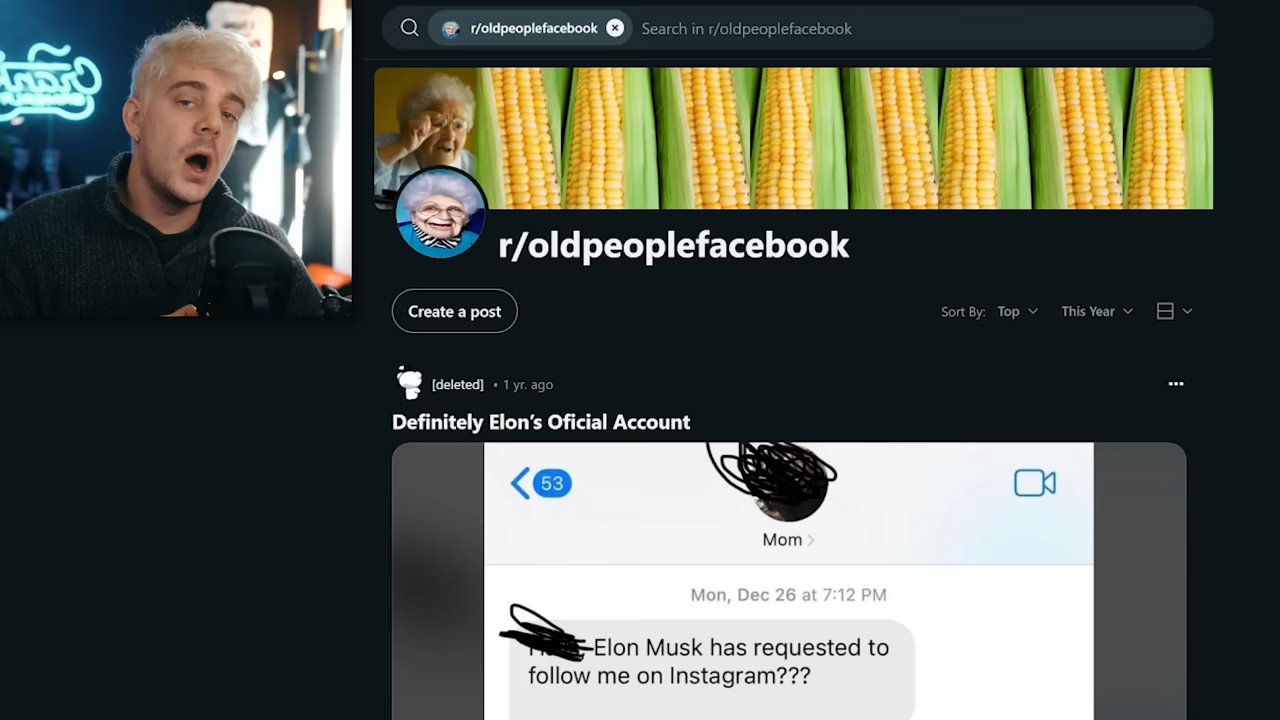 r/oldpeoplefacebook Search in r/oldpeoplefacebook
r/oldpeoplefacebook
Create a post
Sort By: Top This Year
[deleted] • 1 yr. ago
Definitely Elon’s Oficial Account
53
Mom
Mon, Dec 26 at 7:12 PM
Elon Musk has requested to
follow me on Instagram???